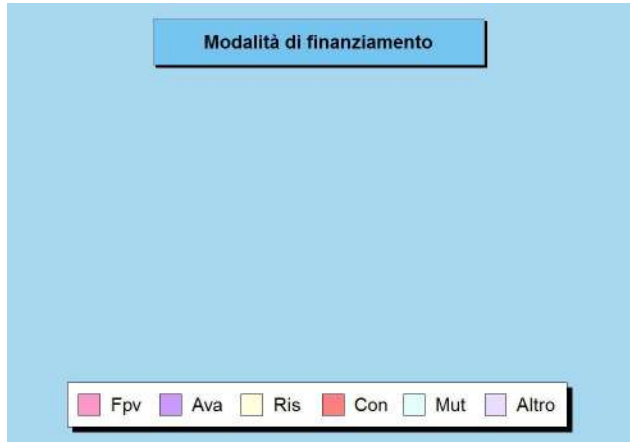 Modalità di finanziamento
Fpv Ava Ris Con Mut Altro